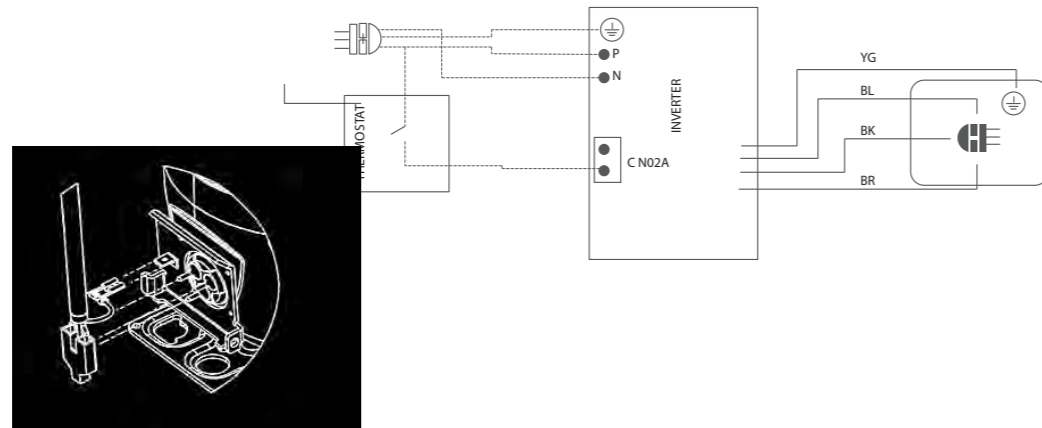 P
N
THERMOSTAT
INVERTER
C N02A
YG
BL
BK
BR